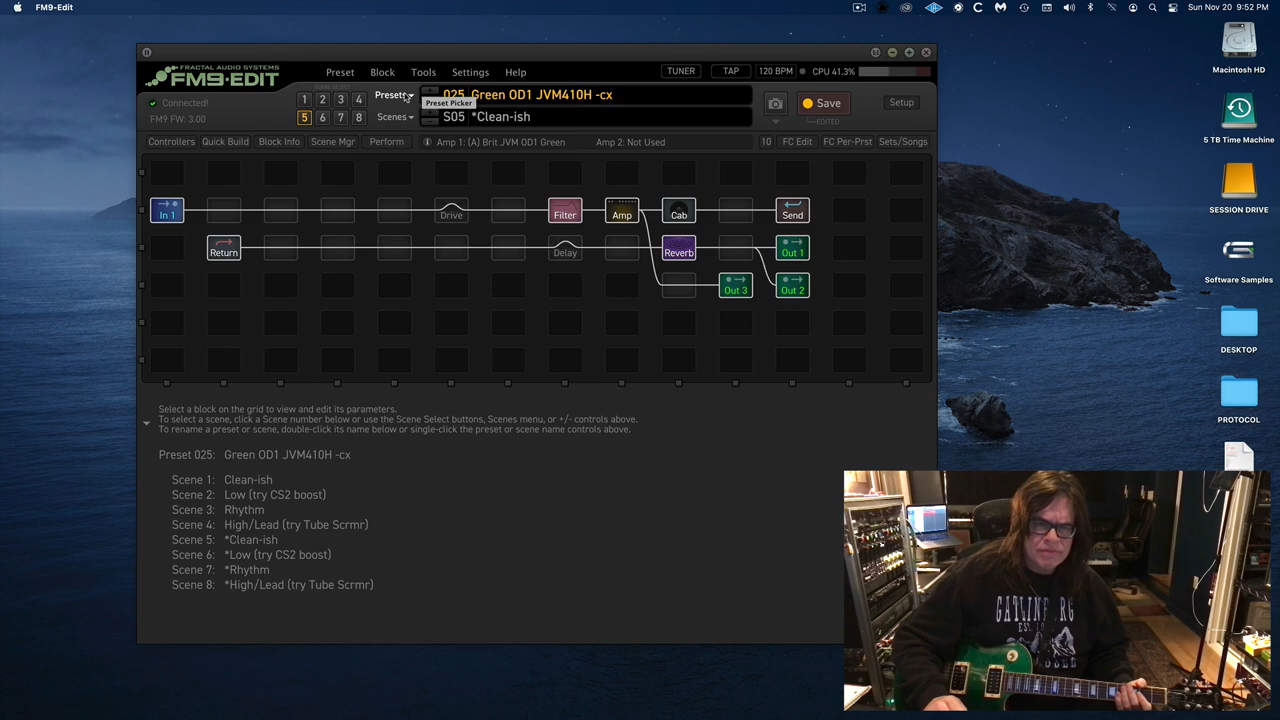 FM9-Edit
Sun Nov 20 9:52 PM
FRACTAL AUDIO SYSTEMS
FM9-EDIT
Preset
Block
Tools
Settings
Help
TUNER
TAP
120 BPM
CPU 41.3%
Connected!
FM9 FW: 3.00
SCENE SELECT
1 2 3 4
5 6 7 8
Presets
Scenes
025 Green OD1 JVM410H -cx
Preset Picker
S05 *Clean-ish
Save
EDITED
Setup
Controllers
Quick Build
Block Info
Scene Mgr
Perform
Amp 1: (A) Brit JVM OD1 Green
Amp 2: Not Used
10
FC Edit
FC Per-Prst
Sets/Songs
In 1
Drive
Filter
Amp
Cab
Send
Return
Delay
Reverb
Out 1
Out 3
Out 2
Select a block on the grid to view and edit its parameters.
To select a scene, click a Scene number below or use the Scene Select buttons, Scenes menu, or +/- controls above.
To rename a preset or scene, double-click its name below or single-click the preset or scene name controls above.
Preset 025: Green OD1 JVM410H -cx
Scene 1: Clean-ish
Scene 2: Low (try CS2 boost)
Scene 3: Rhythm
Scene 4: High/Lead (try Tube Scrmr)
Scene 5: *Clean-ish
Scene 6: *Low (try CS2 boost)
Scene 7: *Rhythm
Scene 8: *High/Lead (try Tube Scrmr)
Macintosh HD
5 TB Time Machine
SESSION DRIVE
Software Samples
DESKTOP
PROTOCOL